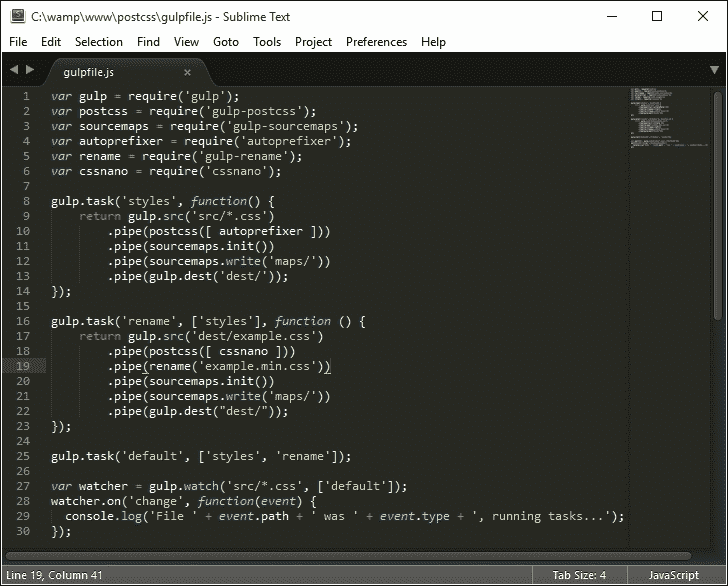 C:\wamp\www\postcss\gulpfile.js - Sublime Text
File Edit Selection Find View Goto Tools Project Preferences Help
gulpfile.js ×
1 var gulp = require('gulp');
2 var postcss = require('gulp-postcss');
3 var sourcemaps = require('gulp-sourcemaps');
4 var autoprefixer = require('autoprefixer');
5 var rename = require('gulp-rename');
6 var cssnano = require('cssnano');
7
8 gulp.task('styles', function() {
9     return gulp.src('src/*.css')
10         .pipe(postcss([ autoprefixer ]))
11         .pipe(sourcemaps.init())
12         .pipe(sourcemaps.write('maps/'))
13         .pipe(gulp.dest('dest/'));
14 });
15
16 gulp.task('rename', ['styles'], function () {
17     return gulp.src('dest/example.css')
18         .pipe(postcss([ cssnano ]))
19         .pipe(rename('example.min.css'))
20         .pipe(sourcemaps.init())
21         .pipe(sourcemaps.write('maps/'))
22         .pipe(gulp.dest("dest/"));
23 });
24
25 gulp.task('default', ['styles', 'rename']);
26
27 var watcher = gulp.watch('src/*.css', ['default']);
28 watcher.on('change', function(event) {
29   console.log('File ' + event.path + ' was ' + event.type + ', running tasks...');
30 });
Line 19, Column 41 Tab Size: 4 JavaScript